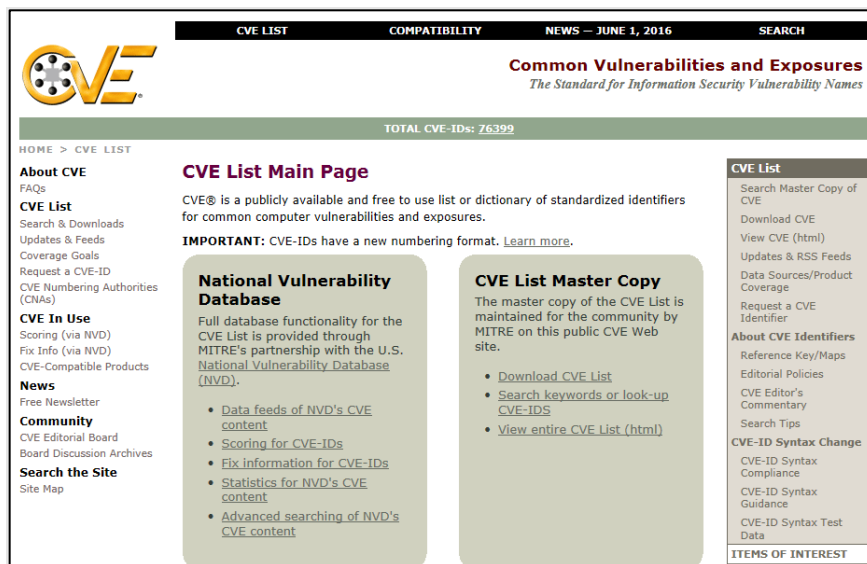 CVE LIST COMPATIBILITY NEWS — JUNE 1, 2016 SEARCH
CVE
Common Vulnerabilities and Exposures
The Standard for Information Security Vulnerability Names
TOTAL CVE-IDs: 76399
HOME > CVE LIST
About CVE
FAQs
CVE List
Search & Downloads
Updates & Feeds
Coverage Goals
Request a CVE-ID
CVE Numbering Authorities
(CNAs)
CVE In Use
Scoring (via NVD)
Fix Info (via NVD)
CVE-Compatible Products
News
Free Newsletter
Community
CVE Editorial Board
Board Discussion Archives
Search the Site
Site Map
CVE List Main Page
CVE® is a publicly available and free to use list or dictionary of standardized identifiers
for common computer vulnerabilities and exposures.
IMPORTANT: CVE-IDs have a new numbering format. Learn more.
National Vulnerability
Database
Full database functionality for the
CVE List is provided through
MITRE's partnership with the U.S.
National Vulnerability Database
(NVD).
• Data feeds of NVD's CVE
content
• Scoring for CVE-IDs
• Fix information for CVE-IDs
• Statistics for NVD's CVE
content
• Advanced searching of NVD's
CVE content
CVE List Master Copy
The master copy of the CVE List is
maintained for the community by
MITRE on this public CVE Web
site.
• Download CVE List
• Search keywords or look-up
CVE-IDS
• View entire CVE List (html)
CVE List
Search Master Copy of
CVE
Download CVE
View CVE (html)
Updates & RSS Feeds
Data Sources/Product
Coverage
Request a CVE
Identifier
About CVE Identifiers
Reference Key/Maps
Editorial Policies
CVE Editor's
Commentary
Search Tips
CVE-ID Syntax Change
CVE-ID Syntax
Compliance
CVE-ID Syntax
Guidance
CVE-ID Syntax Test
Data
ITEMS OF INTEREST